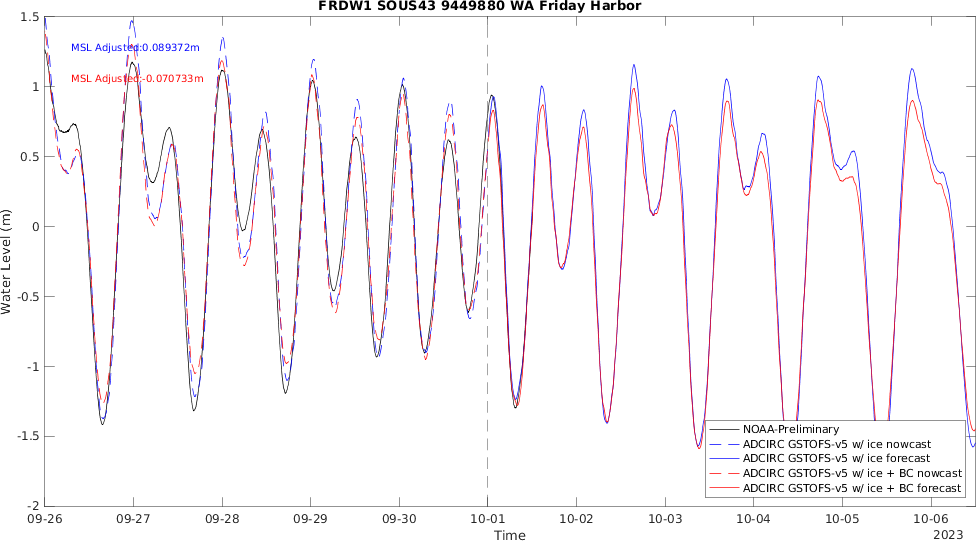 FRDW1 SOUS43 9449880 WA Friday Harbor
MSL Adjusted:0.089372m
MSL Adjusted:-0.070733m
Water Level (m)
1.5
1
0.5
0
-0.5
-1
-1.5
-2
NOAA-Preliminary
ADCIRC GSTOFS-v5 w/ ice nowcast
ADCIRC GSTOFS-v5 w/ ice forecast
ADCIRC GSTOFS-v5 w/ ice + BC nowcast
ADCIRC GSTOFS-v5 w/ ice + BC forecast
09-26 09-27 09-28 09-29 09-30 10-01 10-02 10-03 10-04 10-05 10-06
Time
2023